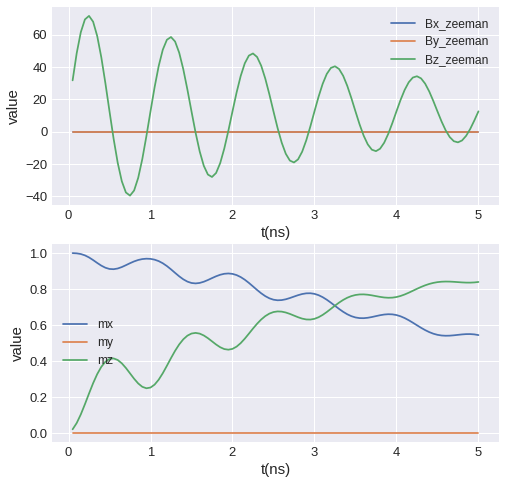 60
40
20
0
−20
−40
value
Bx_zeeman
By_zeeman
Bz_zeeman
0 1 2 3 4 5
t(ns)
1.0
0.8
0.6
0.4
0.2
0.0
value
mx
my
mz
0 1 2 3 4 5
t(ns)